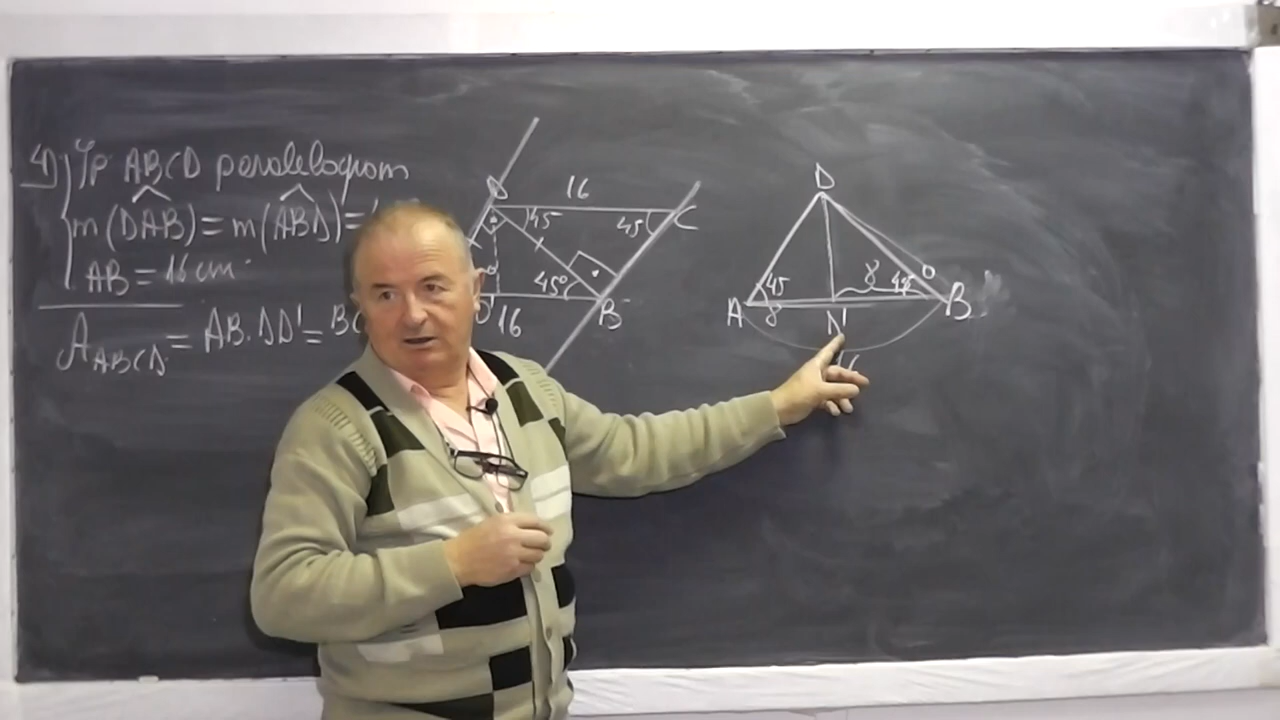 4) Ip ABCD paralelogram
m(DAB) = m(ABD) =
AB = 16 cm
A ABCD = AB · DD' = BC
D
16
45
45
C
45°
D'
16
B
D
45
8
45
A
8
D'
B
16